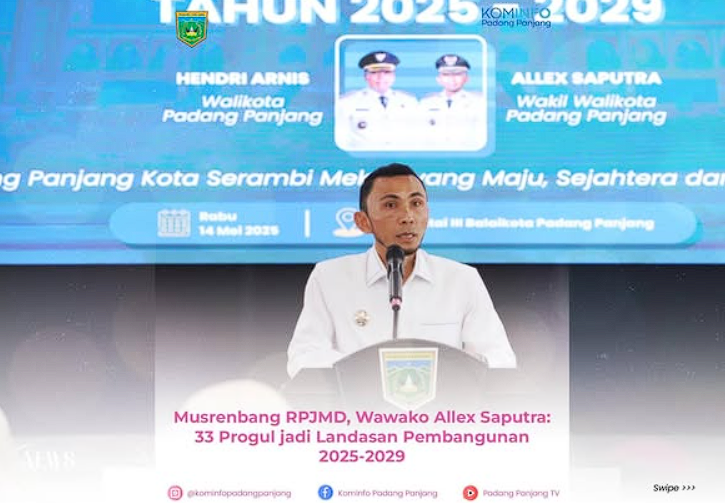 TAHUN 2025-2029
KOMINFO
Padang Panjang
HENDRI ARNIS
Walikota
Padang Panjang
ALLEX SAPUTRA
Wakil Walikota
Padang Panjang
Panjang Kota Serambi yang Maju, Sejahtera
Rabu
14 Mei 2025
III Balaikota Padang Panjang
Musrenbang RPJMD, Wawako Allex Saputra:
33 Progul jadi Landasan Pembangunan
2025-2029
NEWS
@kominfopadangpanjang
Kominfo Padang Panjang
Padang Panjang TV
Swipe >>>